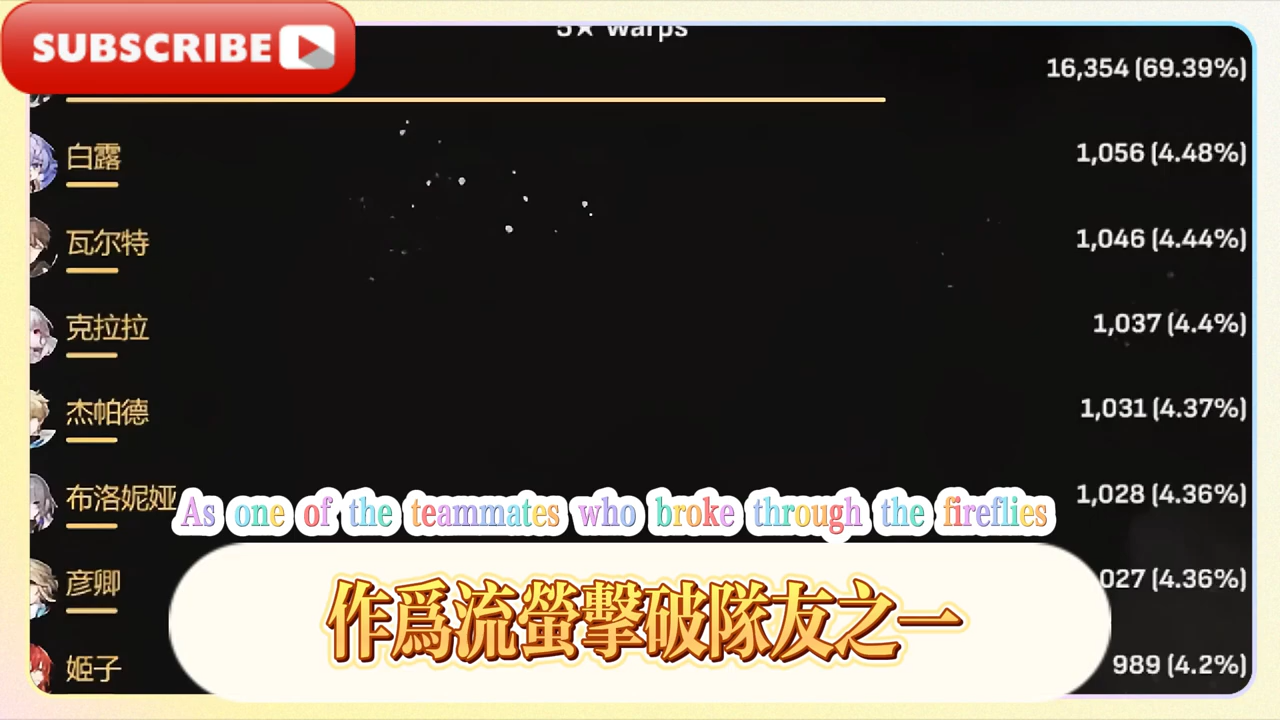 SUBSCRIBE
5★ Warps
16,354 (69.39%)
白露 1,056 (4.48%)
瓦尔特 1,046 (4.44%)
克拉拉 1,037 (4.4%)
杰帕德 1,031 (4.37%)
布洛妮娅 1,028 (4.36%)
As one of the teammates who broke through the fireflies
彦卿 027 (4.36%)
作爲流螢擊破隊友之一
姬子 989 (4.2%)